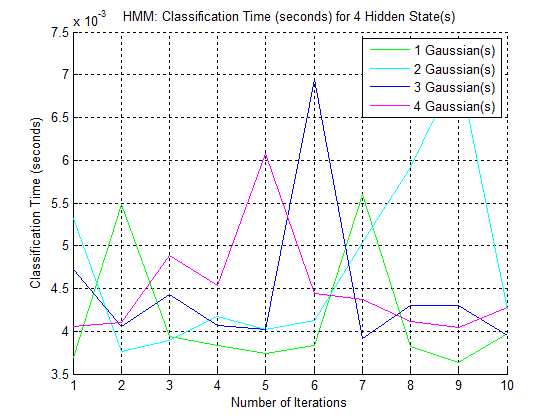 HMM: Classification Time (seconds) for 4 Hidden State(s)
x 10^-3
7.5
7
6.5
6
5.5
5
4.5
4
3.5
1 2 3 4 5 6 7 8 9 10
Classification Time (seconds)
Number of Iterations
1 Gaussian(s)
2 Gaussian(s)
3 Gaussian(s)
4 Gaussian(s)